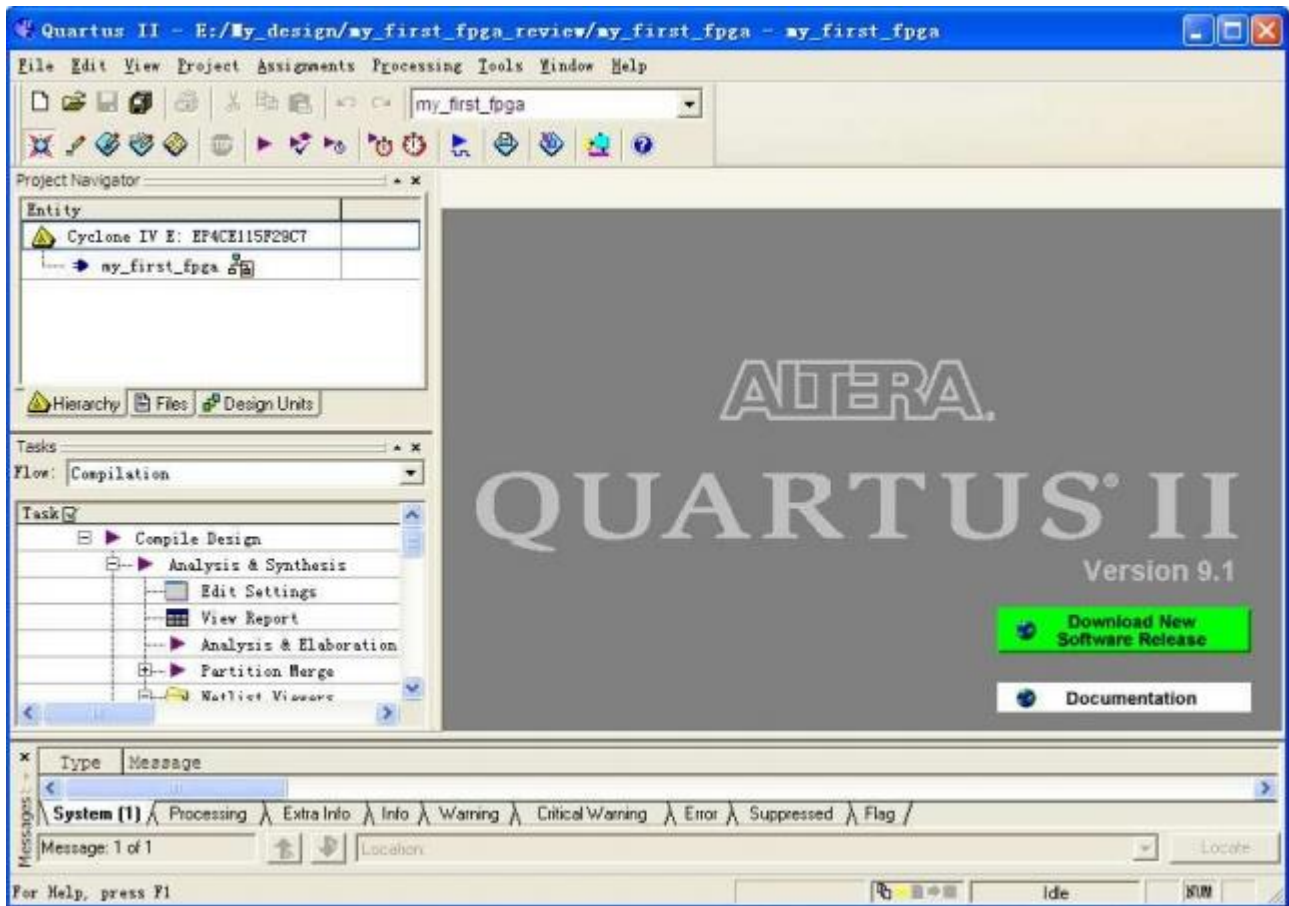 Quartus II - E:/My_design/my_first_fpga_review/my_first_fpga - my_first_fpga
File Edit View Project Assignments Processing Tools Window Help
my_first_fpga
Project Navigator
Entity
Cyclone IV E: EP4CE115F29C7
my_first_fpga
Hierarchy Files Design Units
Tasks
Flow: Compilation
Task
Compile Design
Analysis & Synthesis
Edit Settings
View Report
Analysis & Elaboration
Partition Merge
Netlist Viewers
ALTERA
QUARTUS® II
Version 9.1
Download New
Software Release
Documentation
Type Message
System (1) Processing Extra Info Info Warning Critical Warning Error Suppressed Flag
Messages
Message: 1 of 1 Location: Locate
For Help, press F1 Idle NUM